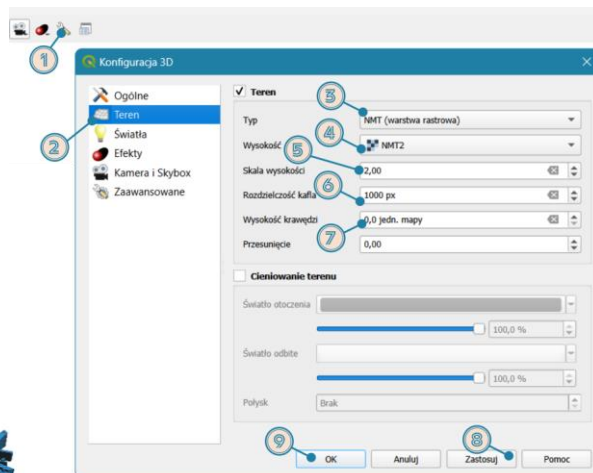 1
Konfiguracja 3D
Ogólne
Teren
Światła
Efekty
Kamera i Skybox
Zaawansowane
2
Teren
3
Typ NMT (warstwa rastrowa)
4
Wysokość NMT2
5
Skala wysokości 2,00
6
Rozdzielczość kafla 1000 px
Wysokość krawędzi 0,0 jedn. mapy
7
Przesunięcie 0,00
Cieniowanie terenu
Światło otoczenia
100,0 %
Światło odbite
100,0 %
Połysk Brak
9 8
OK Anuluj Zastosuj Pomoc